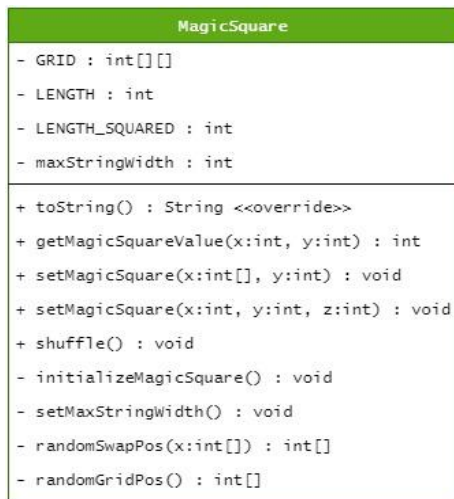 MagicSquare
- GRID : int[][]
- LENGTH : int
- LENGTH_SQUARED : int
- maxStringWidth : int
+ toString() : String <<override>>
+ getMagicSquareValue(x:int, y:int) : int
+ setMagicSquare(x:int[], y:int) : void
+ setMagicSquare(x:int, y:int, z:int) : void
+ shuffle() : void
- initializeMagicSquare() : void
- setMaxStringWidth() : void
- randomSwapPos(x:int[]) : int[]
- randomGridPos() : int[]